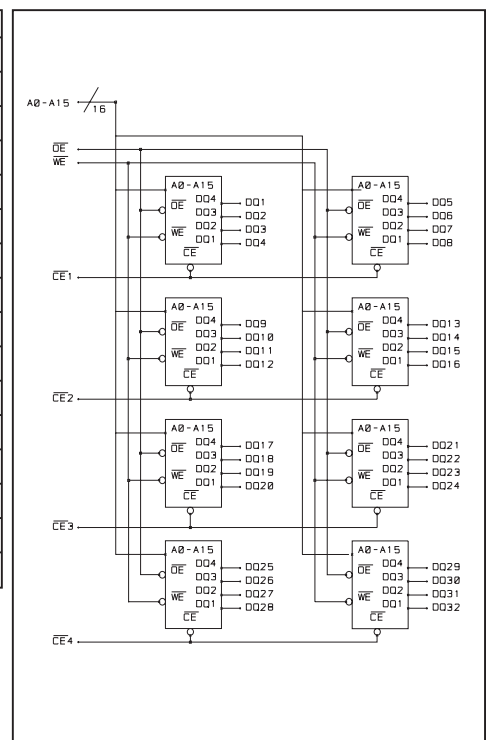 A0-A15
16
OE
WE
A0-A15
DQ4
DQ3
DQ2
DQ1
OE
WE
CE
DQ1
DQ2
DQ3
DQ4
A0-A15
DQ4
DQ3
DQ2
DQ1
OE
WE
CE
DQ5
DQ6
DQ7
DQ8
CE1
A0-A15
DQ4
DQ3
DQ2
DQ1
OE
WE
CE
DQ9
DQ10
DQ11
DQ12
A0-A15
DQ4
DQ3
DQ2
DQ1
OE
WE
CE
DQ13
DQ14
DQ15
DQ16
CE2
A0-A15
DQ4
DQ3
DQ2
DQ1
OE
WE
CE
DQ17
DQ18
DQ19
DQ20
A0-A15
DQ4
DQ3
DQ2
DQ1
OE
WE
CE
DQ21
DQ22
DQ23
DQ24
CE3
A0-A15
DQ4
DQ3
DQ2
DQ1
OE
WE
CE
DQ25
DQ26
DQ27
DQ28
A0-A15
DQ4
DQ3
DQ2
DQ1
OE
WE
CE
DQ29
DQ30
DQ31
DQ32
CE4